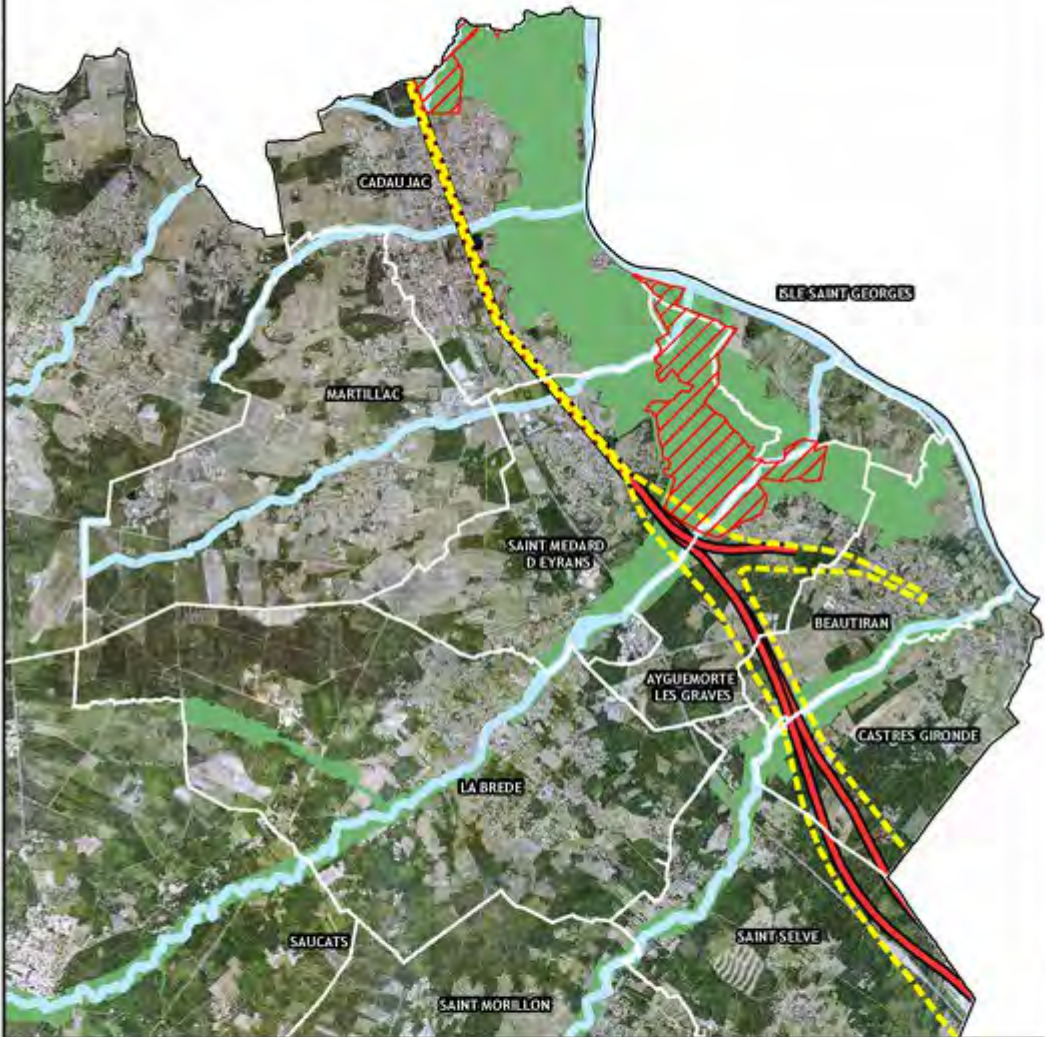 CADAUJAC
ISLE SAINT GEORGES
MARTILLAC
SAINT MEDARD
D EYRANS
BEAUTIRAN
AYGUEMORTE
LES GRAVES
CASTRES GIRONDE
LA BREDE
SAUCATS
SAINT SELVE
SAINT MORILLON